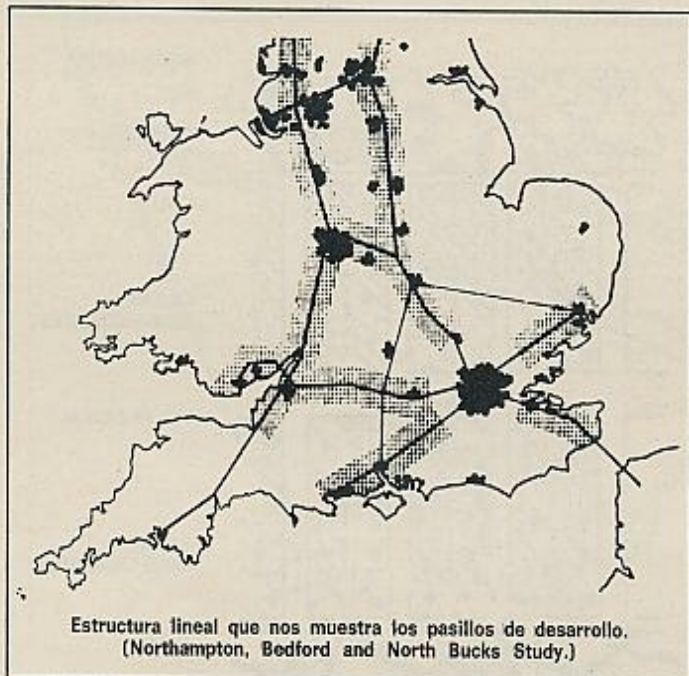 Estructura lineal que nos muestra los pasillos de desarrollo.
(Northampton, Bedford and North Bucks Study.)